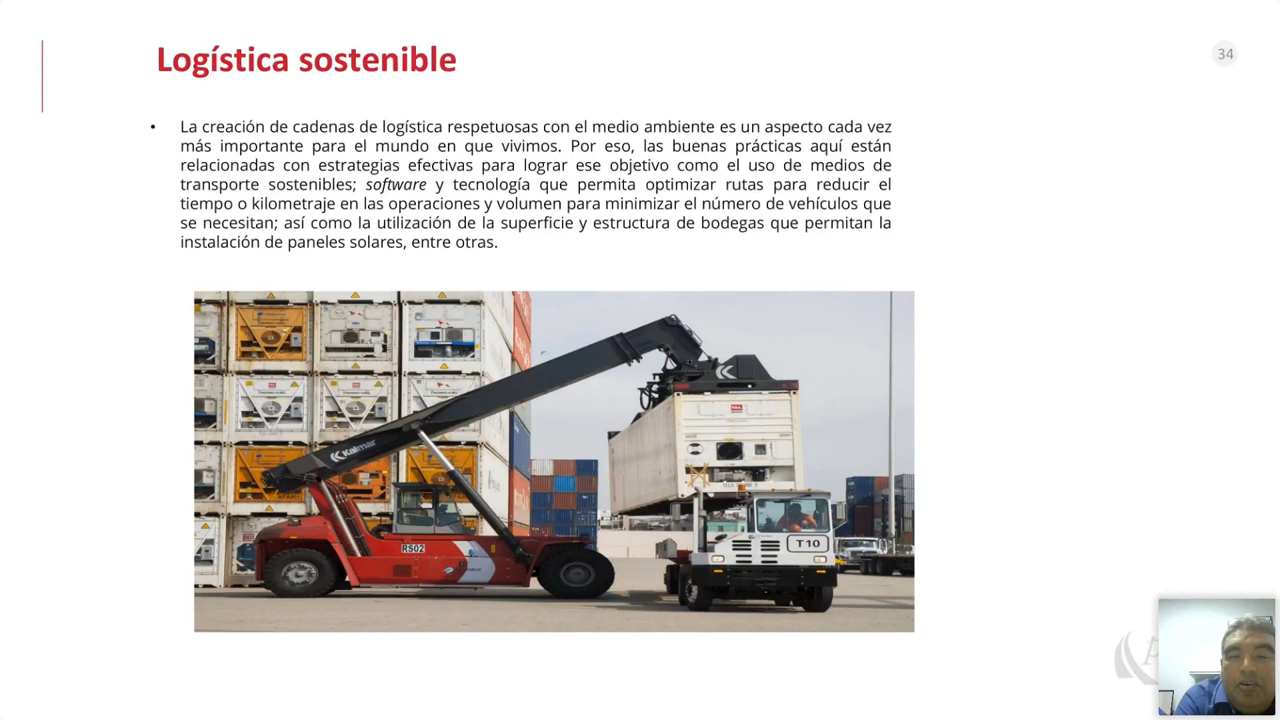 Logística sostenible
34
• La creación de cadenas de logística respetuosas con el medio ambiente es un aspecto cada vez
más importante para el mundo en que vivimos. Por eso, las buenas prácticas aquí están
relacionadas con estrategias efectivas para lograr ese objetivo como el uso de medios de
transporte sostenibles; software y tecnología que permita optimizar rutas para reducir el
tiempo o kilometraje en las operaciones y volumen para minimizar el número de vehículos que
se necesitan; así como la utilización de la superficie y estructura de bodegas que permitan la
instalación de paneles solares, entre otras.
Kalmar
RS02
T10